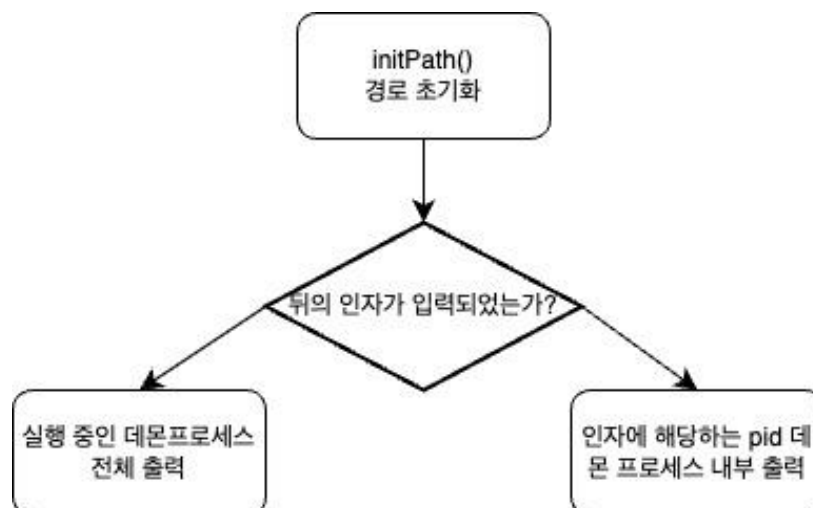 initPath()
경로 초기화
뒤의 인자가 입력되었는가?
실행 중인 데몬프로세스
전체 출력
인자에 해당하는 pid 데
몬 프로세스 내부 출력